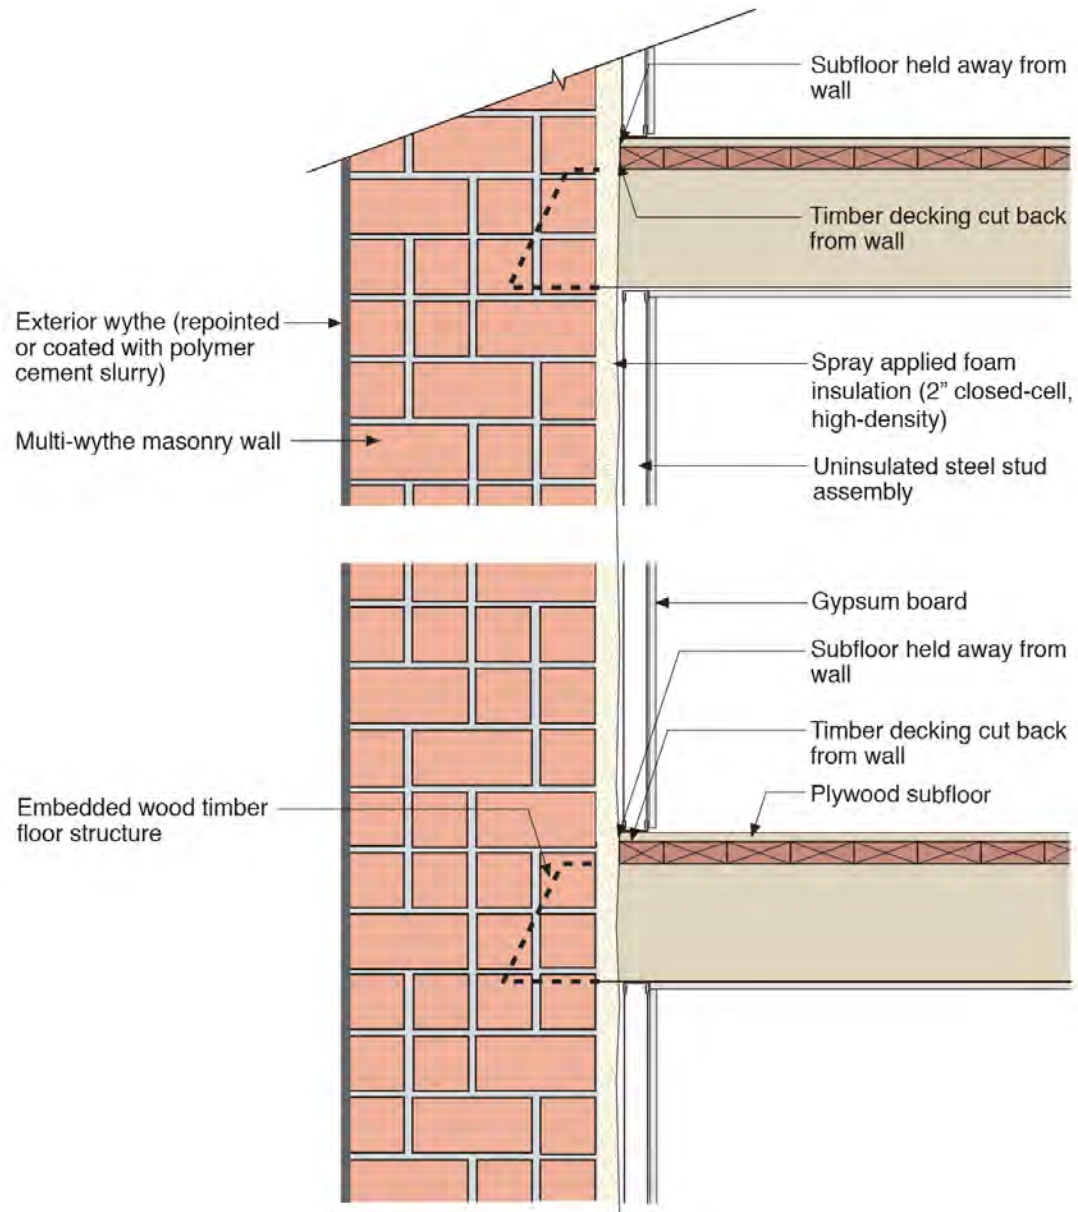 Subfloor held away from
wall
Timber decking cut back
from wall
Exterior wythe (repointed
or coated with polymer
cement slurry)
Spray applied foam
insulation (2” closed-cell,
high-density)
Multi-wythe masonry wall
Uninsulated steel stud
assembly
Gypsum board
Subfloor held away from
wall
Timber decking cut back
from wall
Plywood subfloor
Embedded wood timber
floor structure